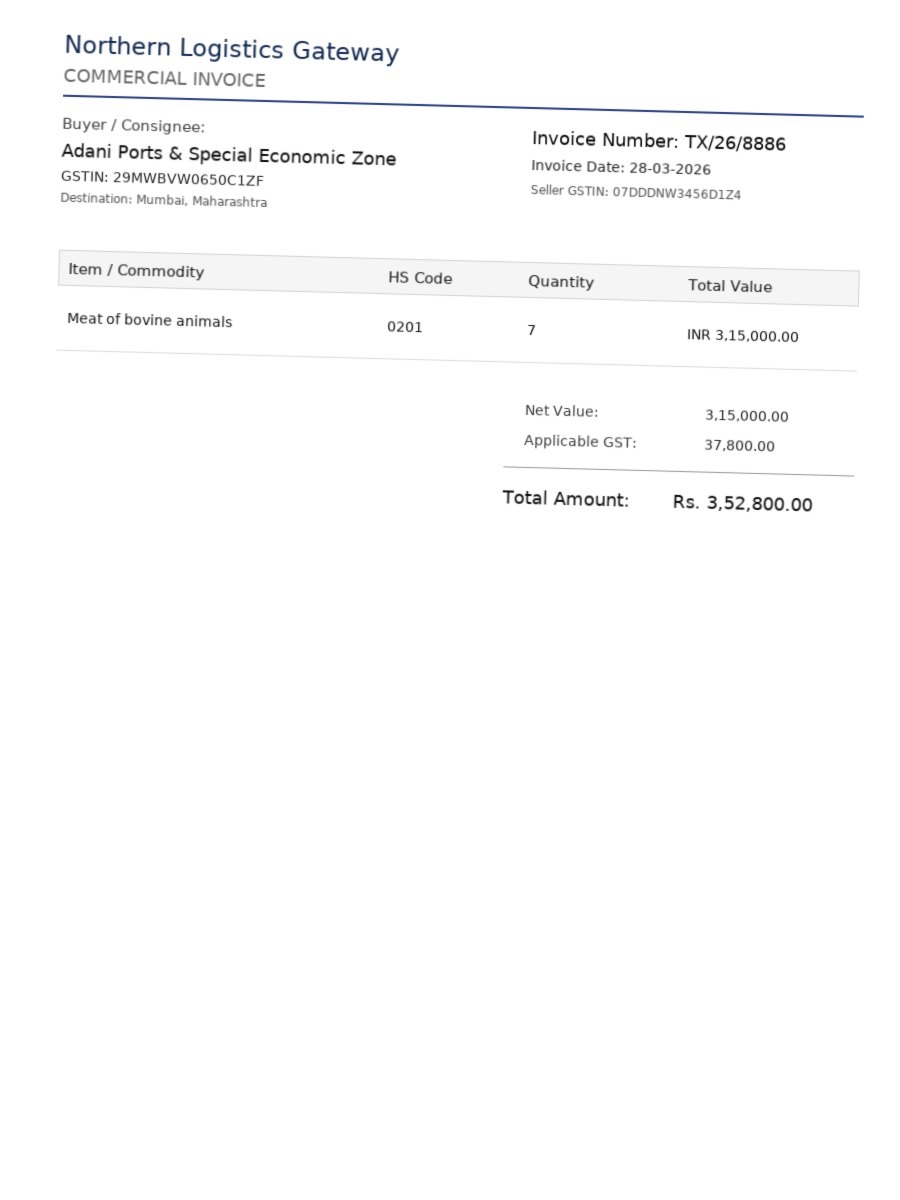 Northern Logistics Gateway
COMMERCIAL INVOICE
Buyer / Consignee:
Adani Ports & Special Economic Zone
GSTIN: 29MWBVW0650C1ZF
Destination: Mumbai, Maharashtra
Invoice Number: TX/26/8886
Invoice Date: 28-03-2026
Seller GSTIN: 07DDDNW3456D1Z4
Item / Commodity HS Code Quantity Total Value
Meat of bovine animals 0201 7 INR 3,15,000.00
Net Value: 3,15,000.00
Applicable GST: 37,800.00
Total Amount: Rs. 3,52,800.00